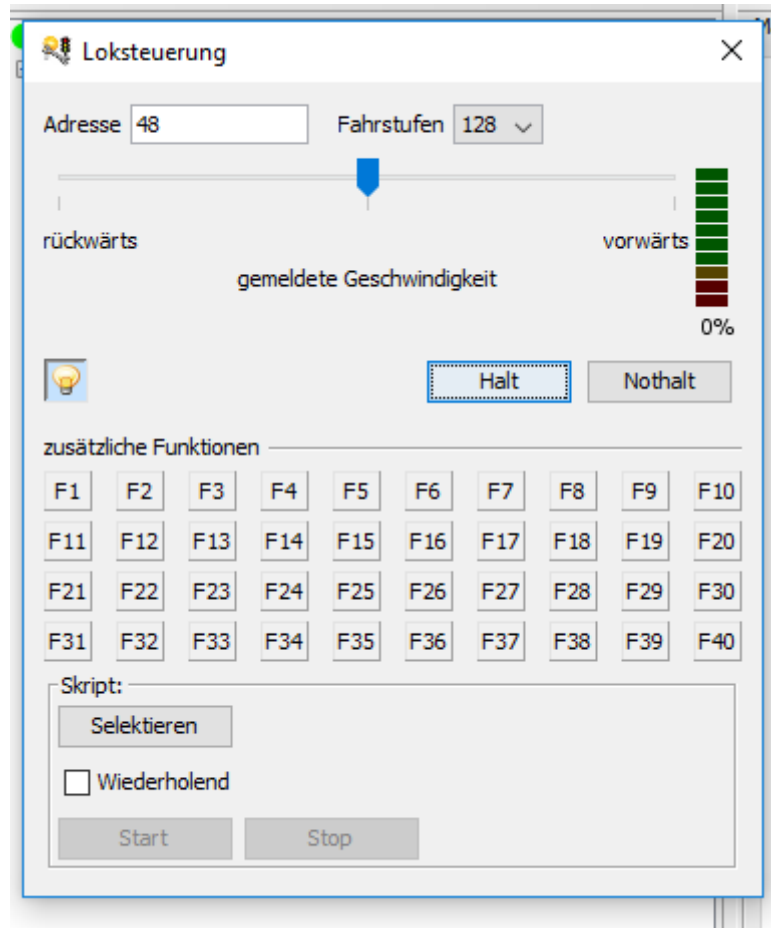 Loksteuerung
Adresse 48 Fahrstufen 128
rückwärts vorwärts
gemeldete Geschwindigkeit
0%
Halt Nothalt
zusätzliche Funktionen
F1 F2 F3 F4 F5 F6 F7 F8 F9 F10
F11 F12 F13 F14 F15 F16 F17 F18 F19 F20
F21 F22 F23 F24 F25 F26 F27 F28 F29 F30
F31 F32 F33 F34 F35 F36 F37 F38 F39 F40
Skript:
Selektieren
Wiederholend
Start Stop